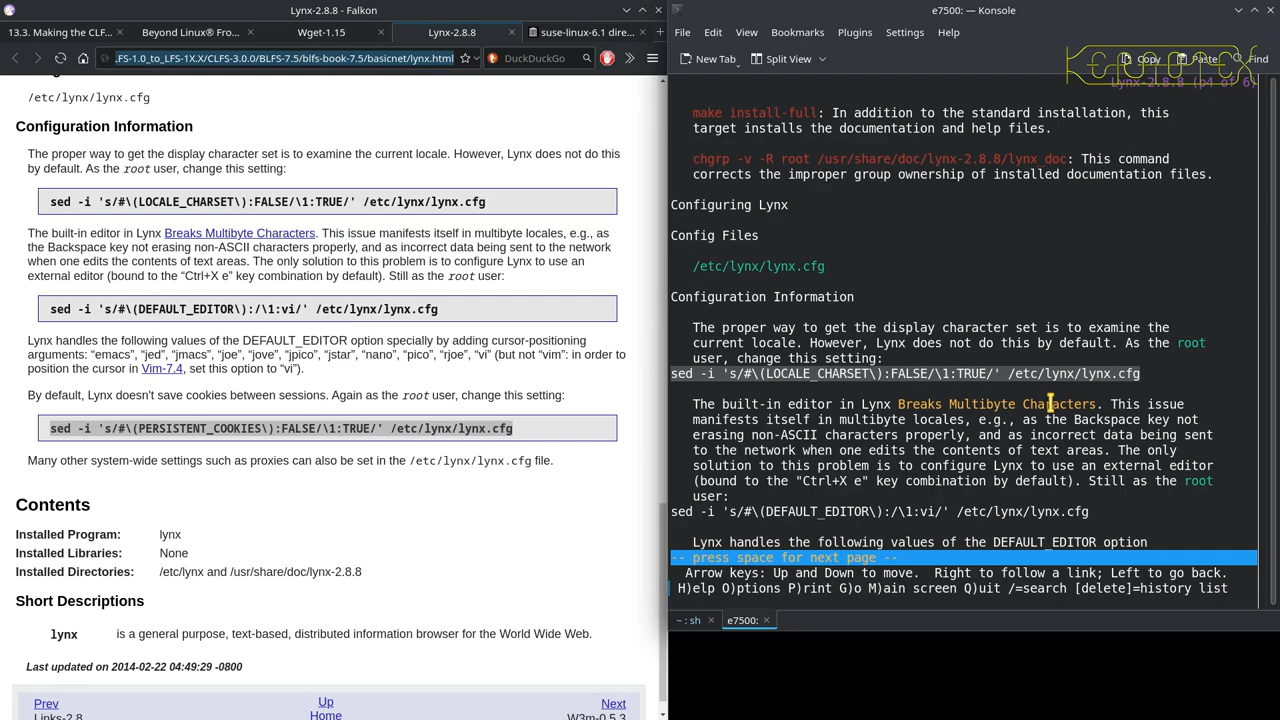 Lynx-2.8.8 - Falkon
13.3. Making the CLF...
Beyond Linux® Fro...
Wget-1.15
Lynx-2.8.8
suse-linux-6.1 dire...
.FS-1.0_to_LFS-1X.X/CLFS-3.0.0/BLFS-7.5/blfs-book-7.5/basicnet/lynx.html
DuckDuckGo
/etc/lynx/lynx.cfg
Configuration Information
The proper way to get the display character set is to examine the current locale. However, Lynx does not do this
by default. As the root user, change this setting:
sed -i 's/#\(LOCALE_CHARSET\):FALSE/\1:TRUE/' /etc/lynx/lynx.cfg
The built-in editor in Lynx Breaks Multibyte Characters. This issue manifests itself in multibyte locales, e.g., as
the Backspace key not erasing non-ASCII characters properly, and as incorrect data being sent to the network
when one edits the contents of text areas. The only solution to this problem is to configure Lynx to use an
external editor (bound to the “Ctrl+X e” key combination by default). Still as the root user:
sed -i 's/#\(DEFAULT_EDITOR\):/\1:vi/' /etc/lynx/lynx.cfg
Lynx handles the following values of the DEFAULT_EDITOR option specially by adding cursor-positioning
arguments: “emacs”, “jed”, “jmacs”, “joe”, “jove”, “jpico”, “jstar”, “nano”, “pico”, “rjoe”, “vi” (but not “vim”: in order to
position the cursor in Vim-7.4, set this option to “vi”).
By default, Lynx doesn't save cookies between sessions. Again as the root user, change this setting:
sed -i 's/#\(PERSISTENT_COOKIES\):FALSE/\1:TRUE/' /etc/lynx/lynx.cfg
Many other system-wide settings such as proxies can also be set in the /etc/lynx/lynx.cfg file.
Contents
Installed Program: lynx
Installed Libraries: None
Installed Directories: /etc/lynx and /usr/share/doc/lynx-2.8.8
Short Descriptions
lynx is a general purpose, text-based, distributed information browser for the World Wide Web.
Last updated on 2014-02-22 04:49:29 -0800
Prev Up Next
Links-2.8 Home W3m-0.5.3
e7500: — Konsole
File Edit View Bookmarks Plugins Settings Help
New Tab Split View Copy Paste Find
Lynx-2.8.8 (p4 of 6)
make install-full: In addition to the standard installation, this
target installs the documentation and help files.
chgrp -v -R root /usr/share/doc/lynx-2.8.8/lynx_doc: This command
corrects the improper group ownership of installed documentation files.
Configuring Lynx
Config Files
/etc/lynx/lynx.cfg
Configuration Information
The proper way to get the display character set is to examine the
current locale. However, Lynx does not do this by default. As the root
user, change this setting:
sed -i 's/#\(LOCALE_CHARSET\):FALSE/\1:TRUE/' /etc/lynx/lynx.cfg
The built-in editor in Lynx Breaks Multibyte Characters. This issue
manifests itself in multibyte locales, e.g., as the Backspace key not
erasing non-ASCII characters properly, and as incorrect data being sent
to the network when one edits the contents of text areas. The only
solution to this problem is to configure Lynx to use an external editor
(bound to the "Ctrl+X e" key combination by default). Still as the root
user:
sed -i 's/#\(DEFAULT_EDITOR\):/\1:vi/' /etc/lynx/lynx.cfg
Lynx handles the following values of the DEFAULT_EDITOR option
-- press space for next page --
Arrow keys: Up and Down to move. Right to follow a link; Left to go back.
H)elp O)ptions P)rint G)o M)ain screen Q)uit /=search [delete]=history list
~ : sh
e7500: